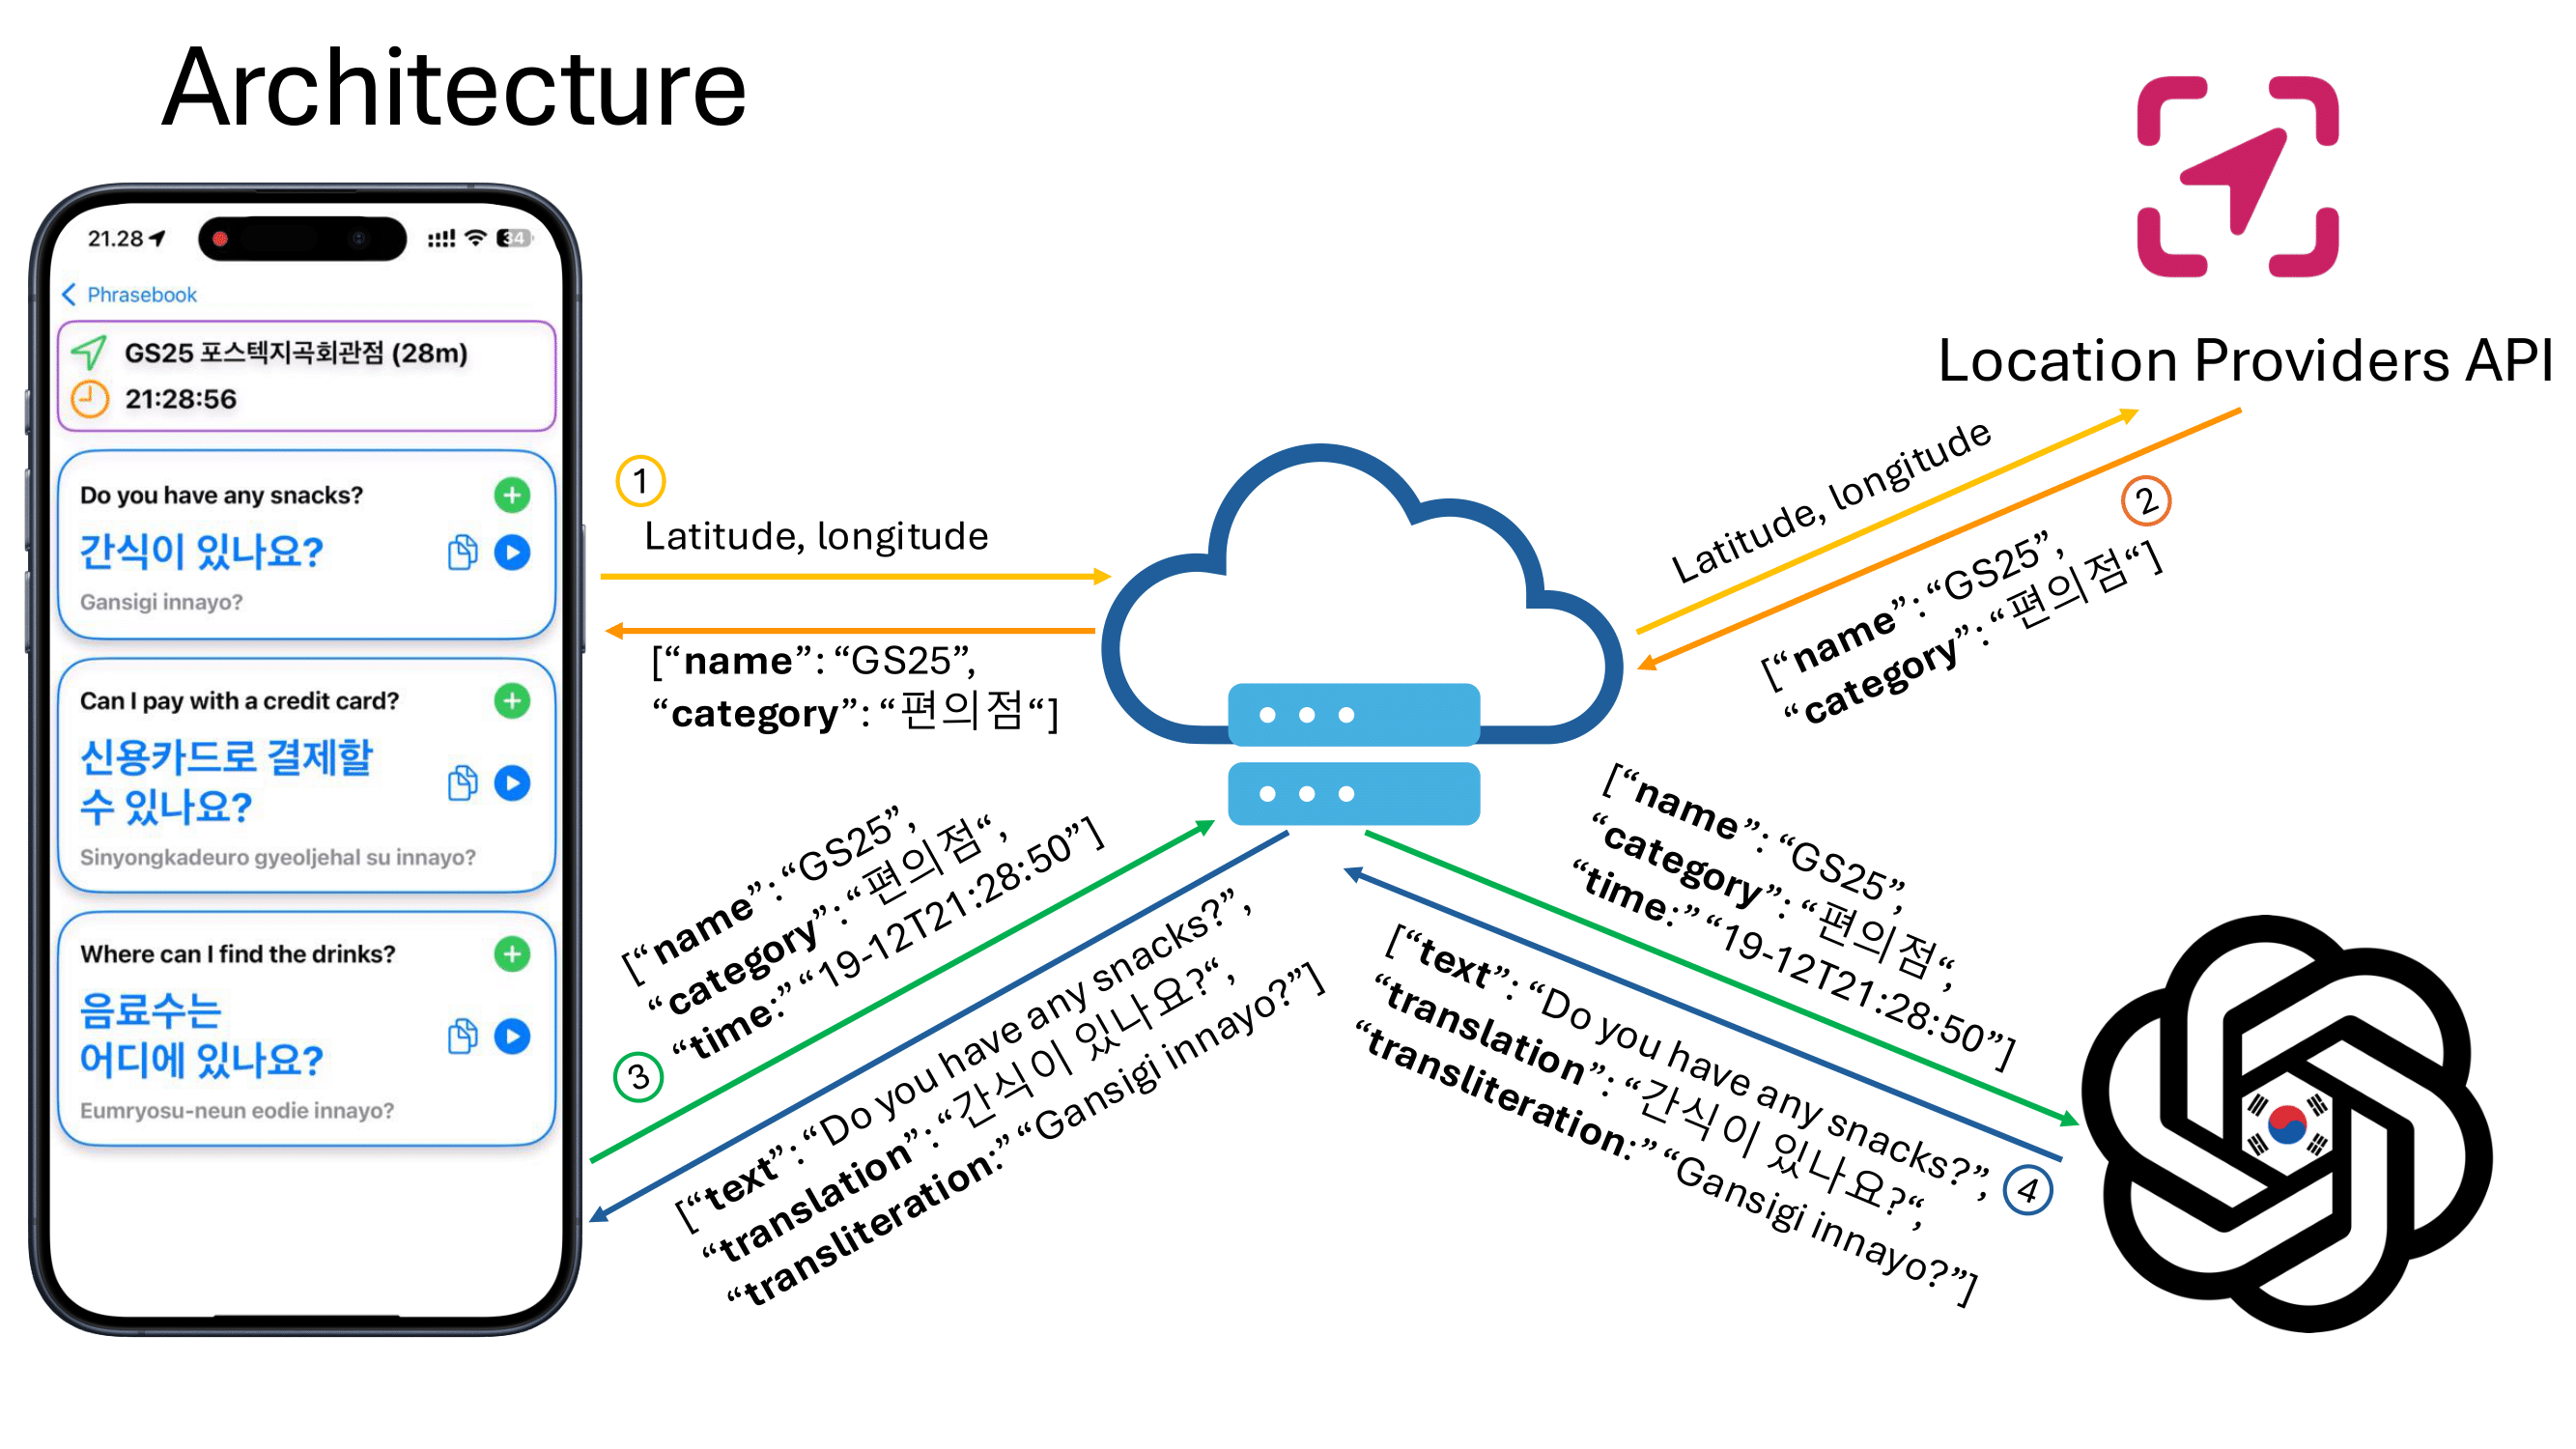 Architecture
21.28
34
Phrasebook
GS25 포스텍지곡회관점 (28m)
21:28:56
Do you have any snacks?
간식이 있나요?
Gansigi innayo?
Can I pay with a credit card?
신용카드로 결제할
수 있나요?
Sinyongkadeuro gyeoljehal su innayo?
Where can I find the drinks?
음료수는
어디에 있나요?
Eumryosu-neun eodie innayo?
1
Latitude, longitude
[“name”: “GS25”,
“category”: “편의점“]
Location Providers API
Latitude, longitude
2
[“name”: “GS25”,
“category”: “편의점“]
[“name”: “GS25”,
“category”: “편의점“,
“time:” “19-12T21:28:50”]
3
[“text”: “Do you have any snacks?”,
“translation”: “간식이 있나요?“,
“transliteration:” “Gansigi innayo?”]
[“name”: “GS25”,
“category”: “편의점“,
“time:” “19-12T21:28:50”]
[“text”: “Do you have any snacks?”,
“translation”: “간식이 있나요?“,
“transliteration:” “Gansigi innayo?”]
4